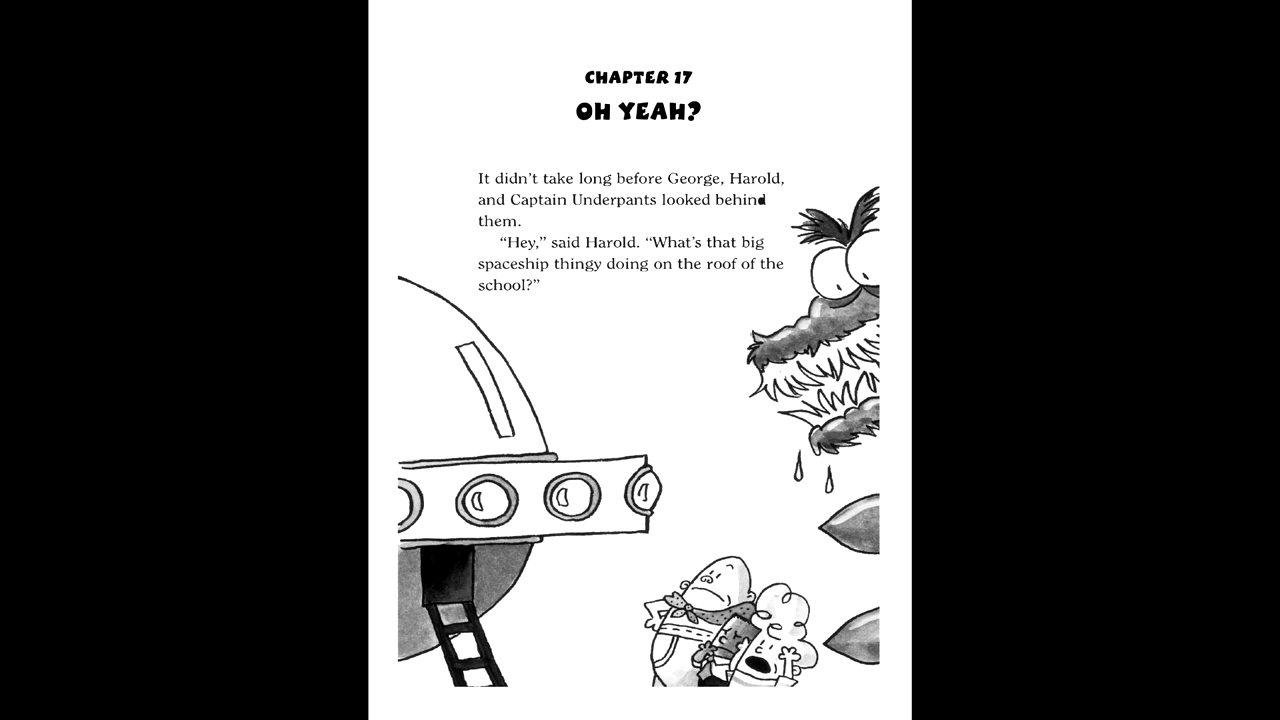 CHAPTER 17
OH YEAH?
It didn't take long before George, Harold,
and Captain Underpants looked behind
them.
“Hey,” said Harold. “What's that big
spaceship thingy doing on the roof of the
school?”